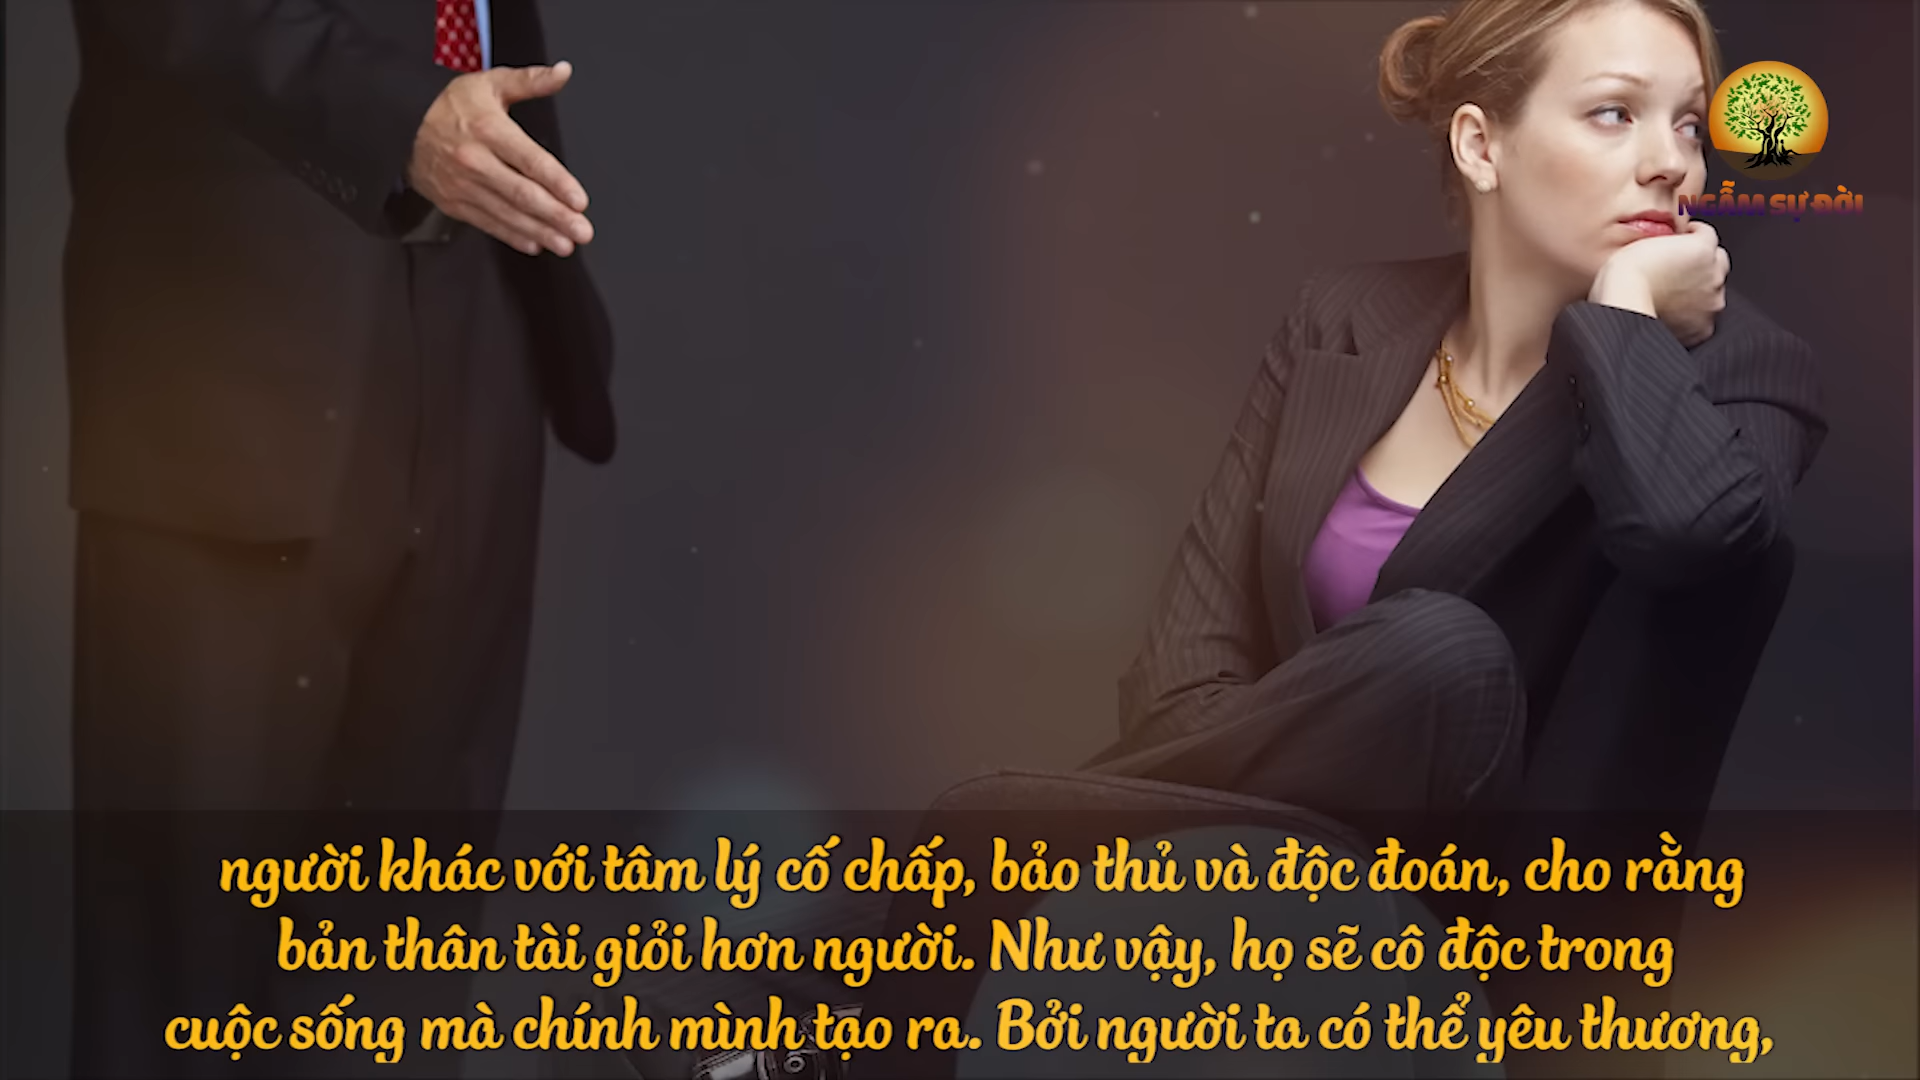 NGẪM SỰ ĐỜI
người khác với tâm lý cố chấp, bảo thủ và độc đoán, cho rằng
bản thân tài giỏi hơn người. Như vậy, họ sẽ cô độc trong
cuộc sống mà chính mình tạo ra. Bởi người ta có thể yêu thương,